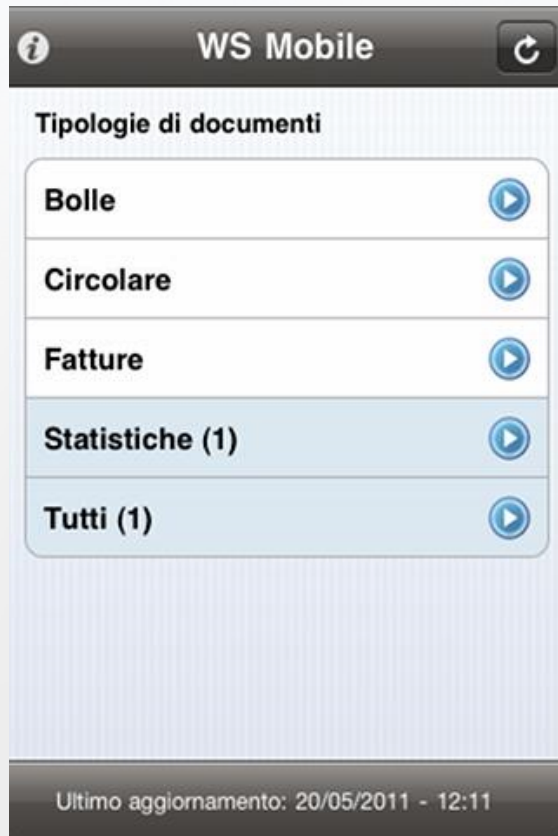 WS Mobile
Tipologie di documenti
Bolle
Circolare
Fatture
Statistiche (1)
Tutti (1)
Ultimo aggiornamento: 20/05/2011 - 12:11